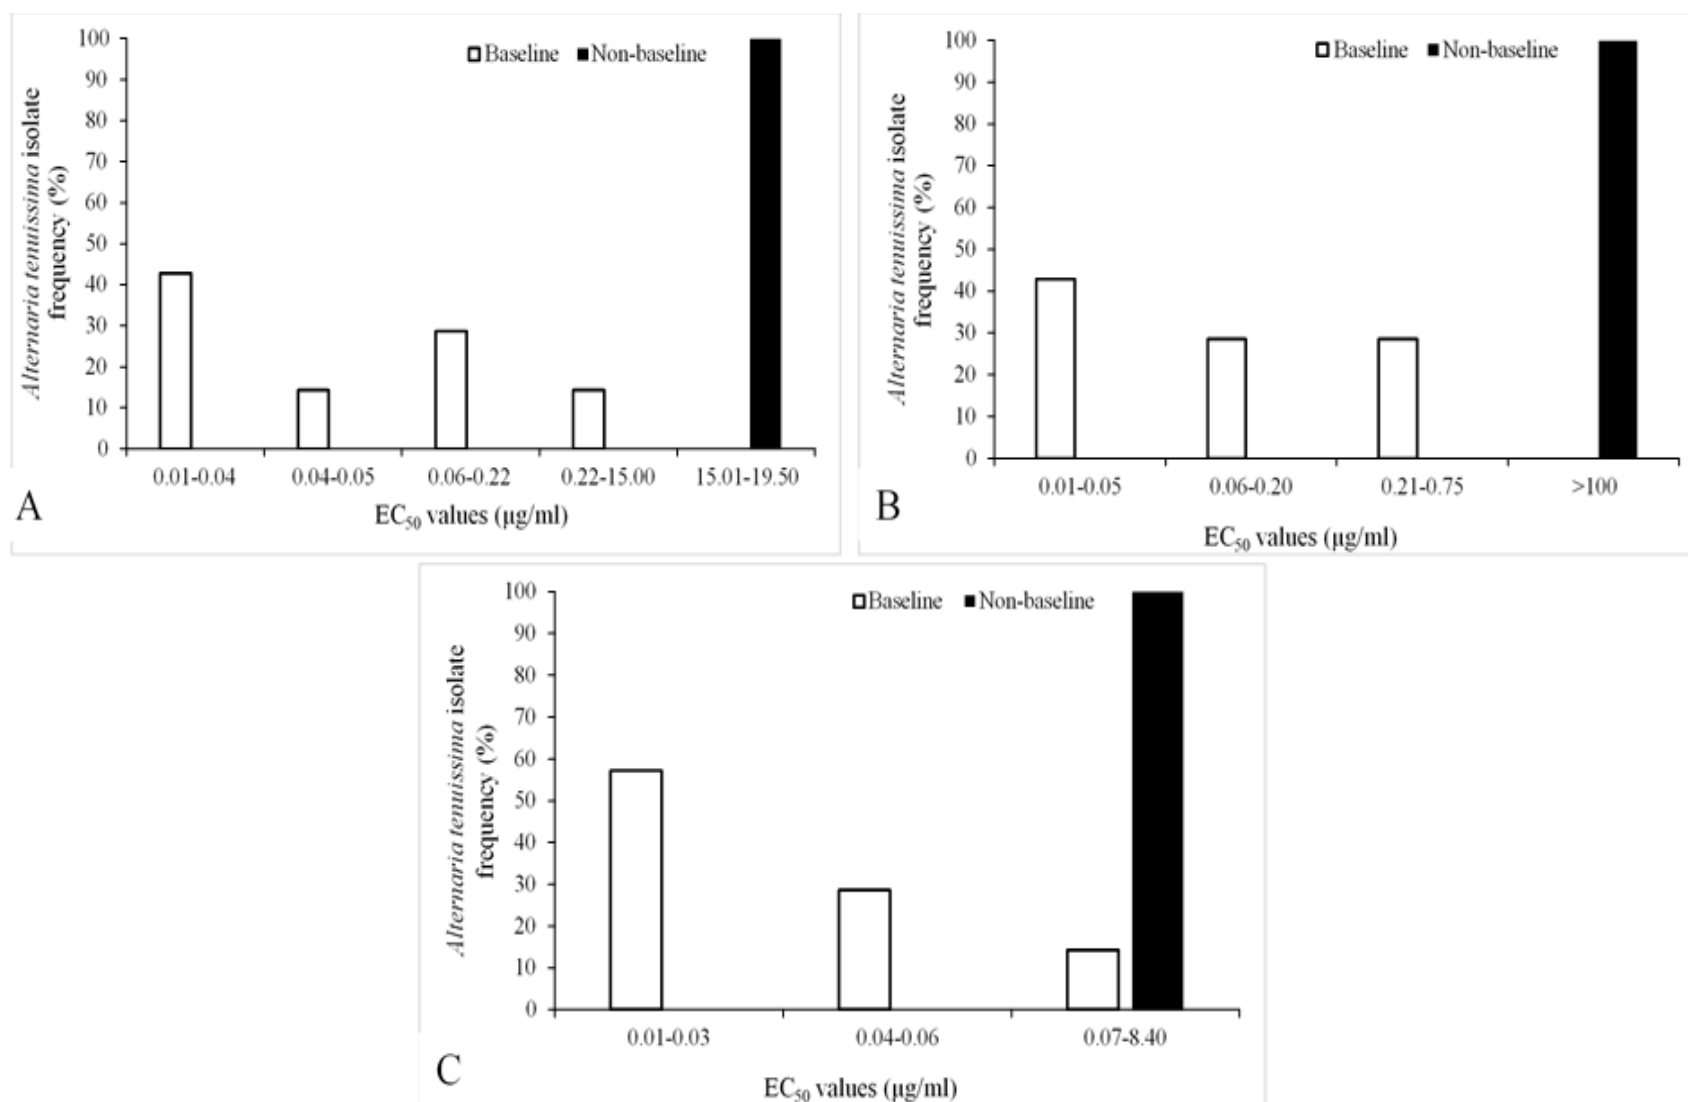 Alternaria tenuissima isolate
frequency (%)
100
90
80
70
60
50
40
30
20
10
0
Baseline Non-baseline
0.01-0.04 0.04-0.05 0.06-0.22 0.22-15.00 15.01-19.50
EC50 values (µg/ml)
A
Alternaria tenuissima isolate
frequency (%)
100
90
80
70
60
50
40
30
20
10
0
Baseline Non-baseline
0.01-0.05 0.06-0.20 0.21-0.75 >100
EC50 values (µg/ml)
B
Alternaria tenuissima isolate
frequency (%)
100
90
80
70
60
50
40
30
20
10
0
Baseline Non-baseline
0.01-0.03 0.04-0.06 0.07-8.40
EC50 values (µg/ml)
C